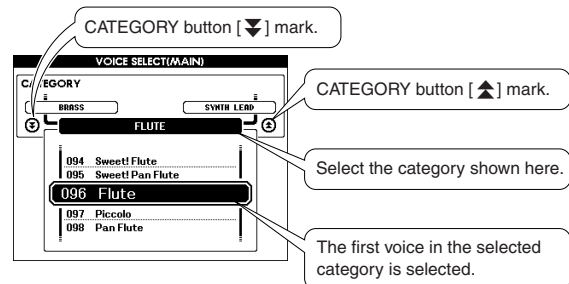 CATEGORY button [ ] mark.
VOICE SELECT(MAIN)
CATEGORY
BRASS
SYNTH LEAD
FLUTE
094 Sweet! Flute
095 Sweet! Pan Flute
096 Flute
097 Piccolo
098 Pan Flute
CATEGORY button [ ] mark.
Select the category shown here.
The first voice in the selected
category is selected.